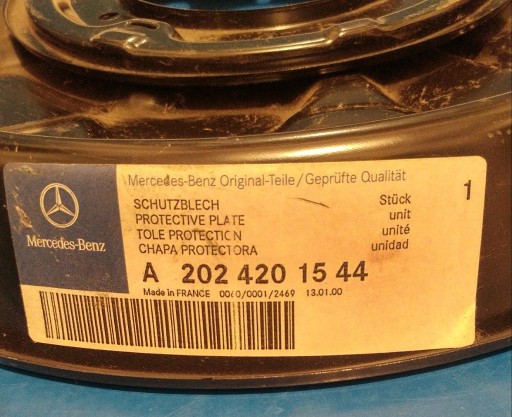 Mercedes-Benz Original-Teile/Geprüfte Qualität
SCHUTZBLECH Stück 1
PROTECTIVE PLATE unit
TOLE PROTECTION unité
CHAPA PROTECTORA unidad
Mercedes-Benz
A 202 420 15 44
Made in FRANCE 0060/0001/2469 13.01.00